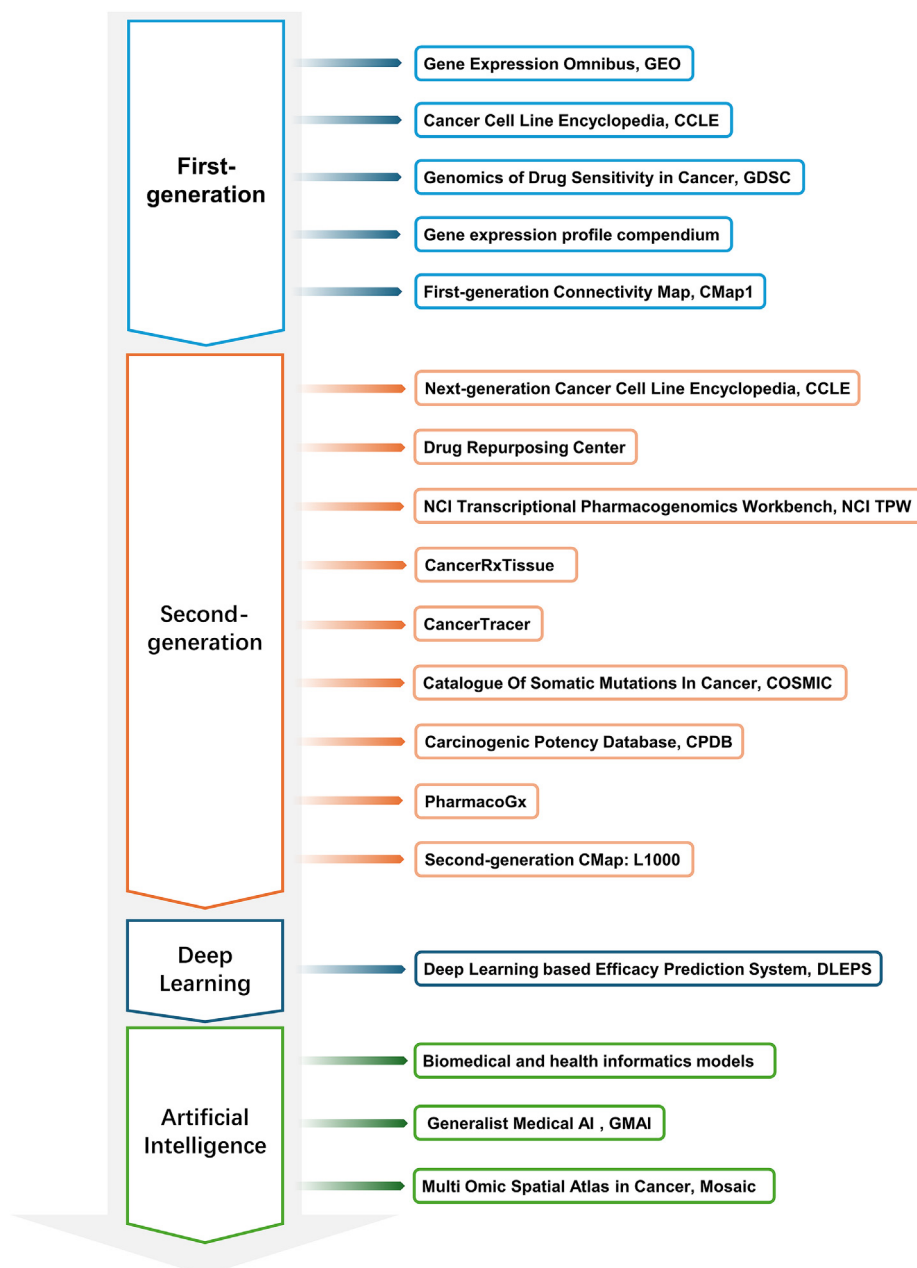 First-
generation
Gene Expression Omnibus, GEO
Cancer Cell Line Encyclopedia, CCLE
Genomics of Drug Sensitivity in Cancer, GDSC
Gene expression profile compendium
First-generation Connectivity Map, CMap1
Second-
generation
Next-generation Cancer Cell Line Encyclopedia, CCLE
Drug Repurposing Center
NCI Transcriptional Pharmacogenomics Workbench, NCI TPW
CancerRxTissue
CancerTracer
Catalogue Of Somatic Mutations In Cancer, COSMIC
Carcinogenic Potency Database, CPDB
PharmacoGx
Second-generation CMap: L1000
Deep
Learning
Deep Learning based Efficacy Prediction System, DLEPS
Artificial
Intelligence
Biomedical and health informatics models
Generalist Medical AI , GMAI
Multi Omic Spatial Atlas in Cancer, Mosaic